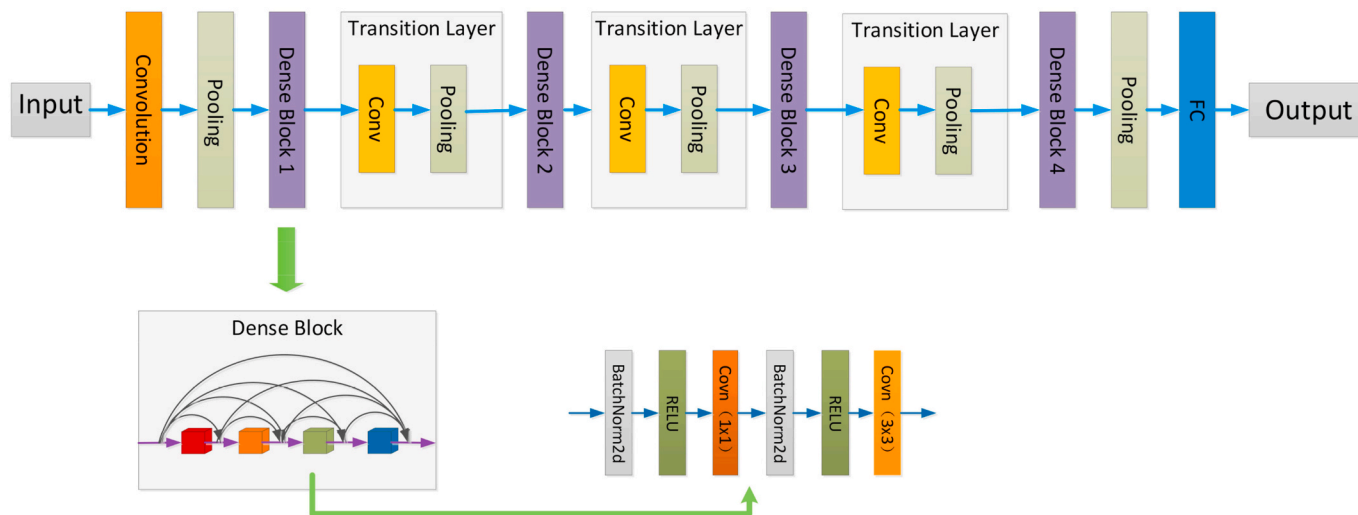 Input
Convolution
Pooling
Dense Block 1
Transition Layer
Conv
Pooling
Dense Block 2
Transition Layer
Conv
Pooling
Dense Block 3
Transition Layer
Conv
Pooling
Dense Block 4
Pooling
FC
Output
Dense Block
BatchNorm2d
RELU
Covn（1x1）
BatchNorm2d
RELU
Covn（3x3）